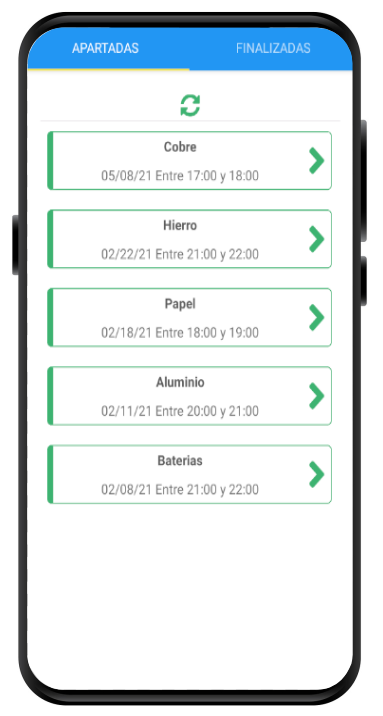 APARTADAS FINALIZADAS
Cobre
05/08/21 Entre 17:00 y 18:00
Hierro
02/22/21 Entre 21:00 y 22:00
Papel
02/18/21 Entre 18:00 y 19:00
Aluminio
02/11/21 Entre 20:00 y 21:00
Baterias
02/08/21 Entre 21:00 y 22:00